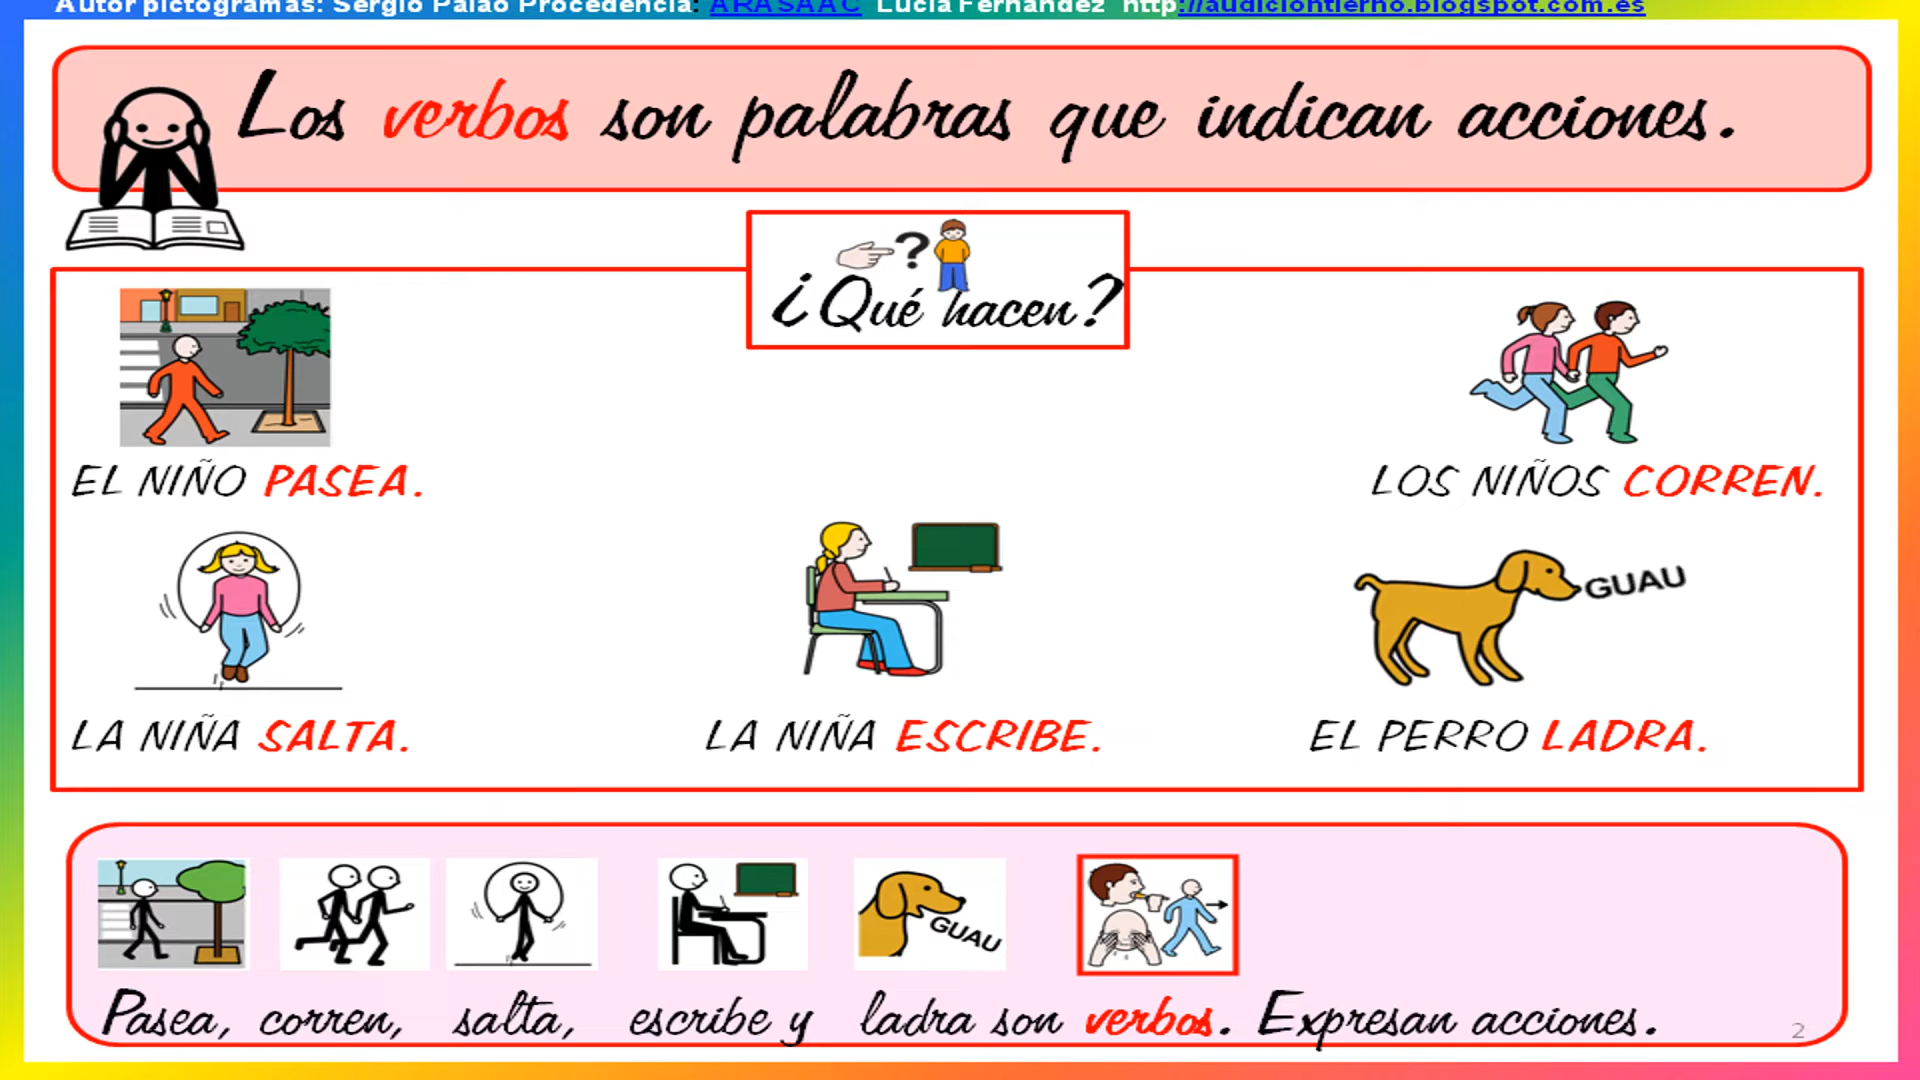 Autor pictogramas: Sergio Palao Procedencia: ARASAAC Lucía Fernández http://audiciontierno.blogspot.com.es
Los verbos son palabras que indican acciones.
?
¿Qué hacen?
EL NIÑO PASEA.
LOS NIÑOS CORREN.
GUAU
LA NIÑA SALTA.
LA NIÑA ESCRIBE.
EL PERRO LADRA.
GUAU
Pasea, corren, salta, escribe y ladra son verbos. Expresan acciones.
2